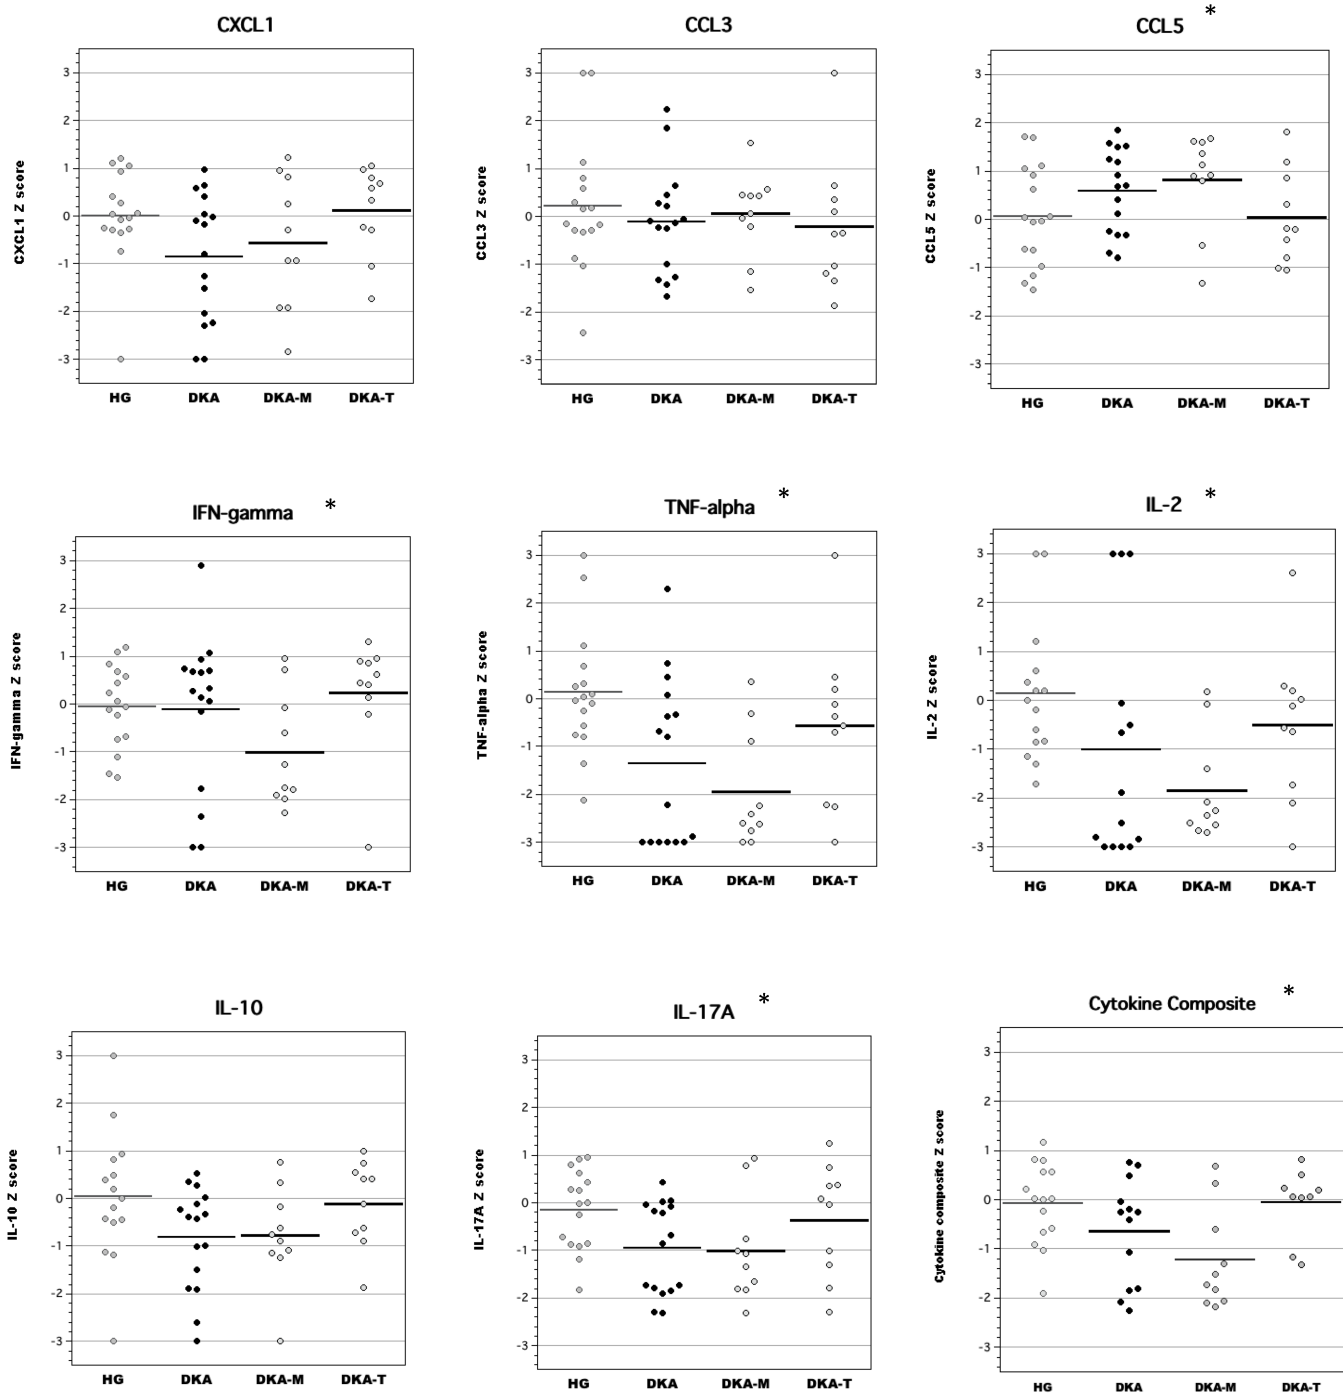 CXCL1
CXCL1 Z score
3
2
1
0
-1
-2
-3
HG DKA DKA-M DKA-T
CCL3
CCL3 Z score
3
2
1
0
-1
-2
-3
HG DKA DKA-M DKA-T
CCL5 *
CCL5 Z score
3
2
1
0
-1
-2
-3
HG DKA DKA-M DKA-T
IFN-gamma *
IFN-gamma Z score
3
2
1
0
-1
-2
-3
HG DKA DKA-M DKA-T
TNF-alpha *
TNF-alpha Z score
3
2
1
0
-1
-2
-3
HG DKA DKA-M DKA-T
IL-2 *
IL-2 Z score
3
2
1
0
-1
-2
-3
HG DKA DKA-M DKA-T
IL-10
IL-10 Z score
3
2
1
0
-1
-2
-3
HG DKA DKA-M DKA-T
IL-17A *
IL-17A Z score
3
2
1
0
-1
-2
-3
HG DKA DKA-M DKA-T
Cytokine Composite *
Cytokine composite Z score
3
2
1
0
-1
-2
-3
HG DKA DKA-M DKA-T